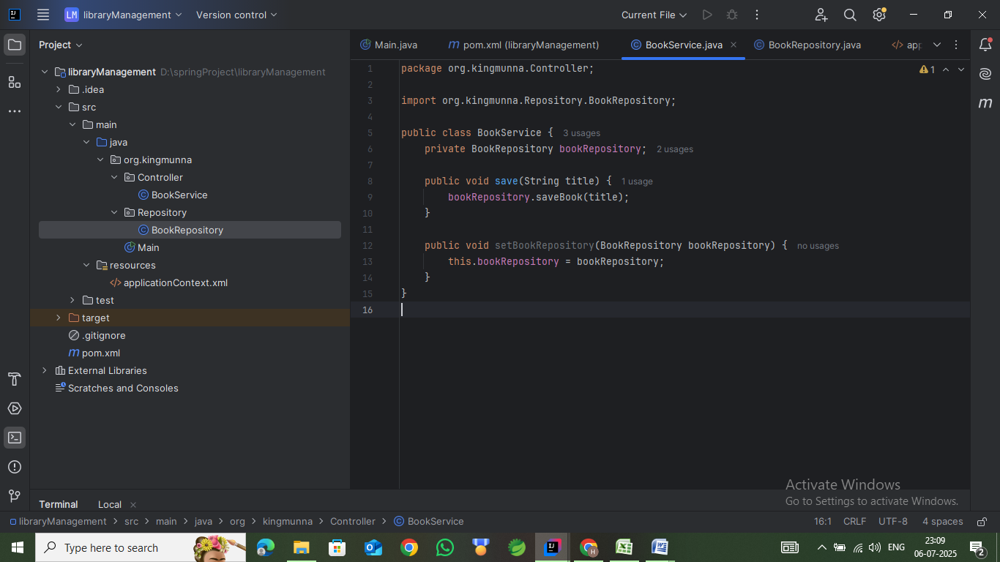 LM libraryManagement Version control Current File
Project
libraryManagement D:\springProject\libraryManagement
.idea
src
main
java
org.kingmunna
Controller
BookService
Repository
BookRepository
Main
resources
applicationContext.xml
test
target
.gitignore
pom.xml
External Libraries
Scratches and Consoles
Main.java pom.xml (libraryManagement) BookService.java BookRepository.java app
1 package org.kingmunna.Controller; 1
2
3 import org.kingmunna.Repository.BookRepository;
4
5 public class BookService { 3 usages
6 private BookRepository bookRepository; 2 usages
7
8 public void save(String title) { 1 usage
9 bookRepository.saveBook(title);
10 }
11
12 public void setBookRepository(BookRepository bookRepository) { no usages
13 this.bookRepository = bookRepository;
14 }
15 }
16
Activate Windows
Go to Settings to activate Windows.
Terminal Local
libraryManagement > src > main > java > org > kingmunna > Controller > BookService 16:1 CRLF UTF-8 4 spaces
Type here to search ENG 23:09
06-07-2025 2